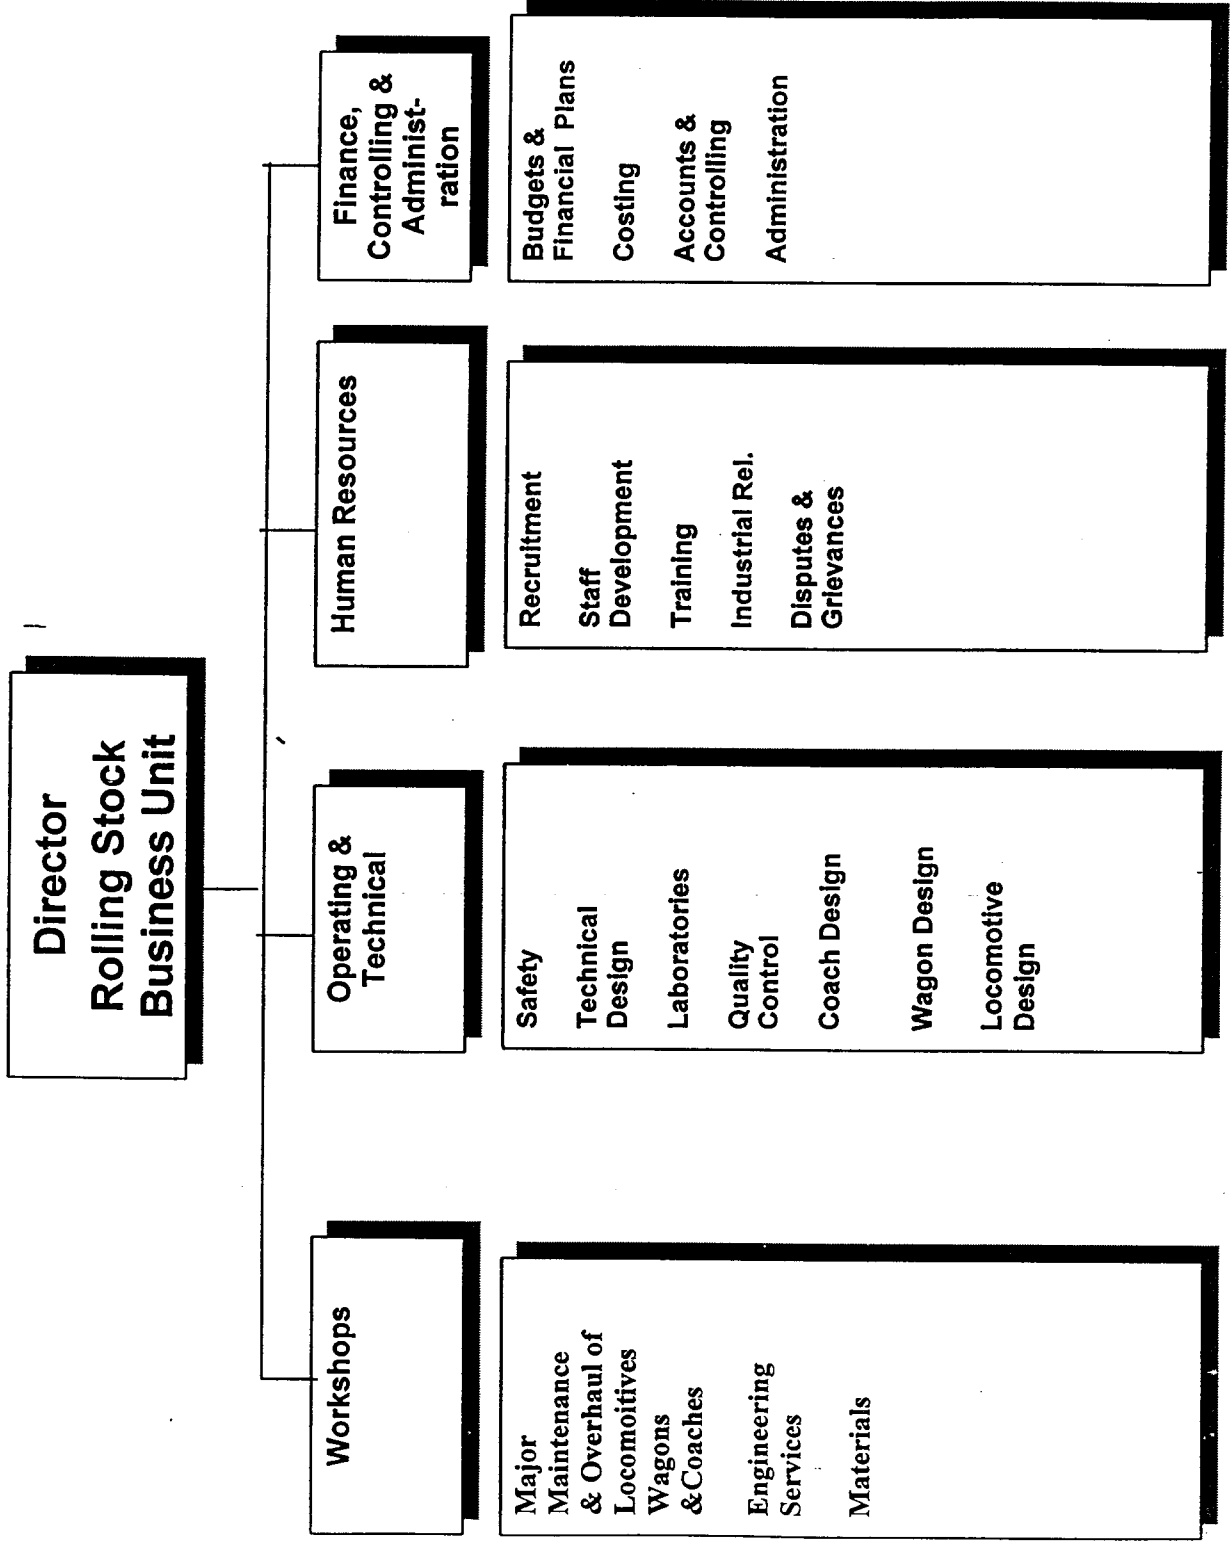 Director
Rolling Stock
Business Unit
Workshops
Major
Maintenance
& Overhaul of
Locomoitives
Wagons
&Coaches
Engineering
Services
Materials
Operating &
Technical
Safety
Technical
Design
Laboratories
Quality
Control
Coach Design
Wagon Design
Locomotive
Design
Human Resources
Recruitment
Staff
Development
Training
Industrial Rel.
Disputes &
Grievances
Finance,
Controlling &
Administ-
ration
Budgets &
Financial Plans
Costing
Accounts &
Controlling
Administration